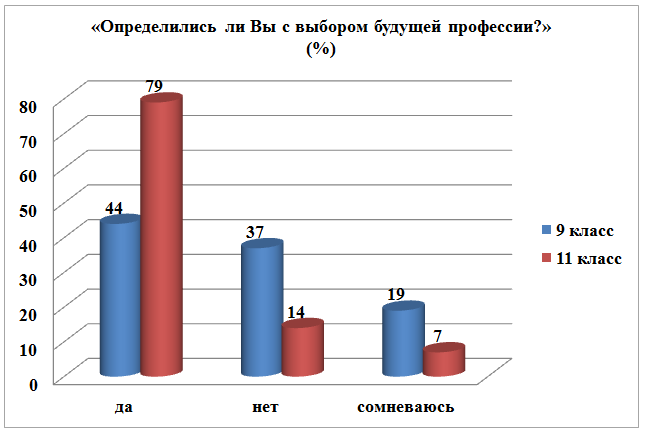 «Определились ли Вы с выбором будущей профессии?»
(%)
80
70
60
50
40
30
20
10
0
44
79
37
14
19
7
да
нет
сомневаюсь
9 класс
11 класс